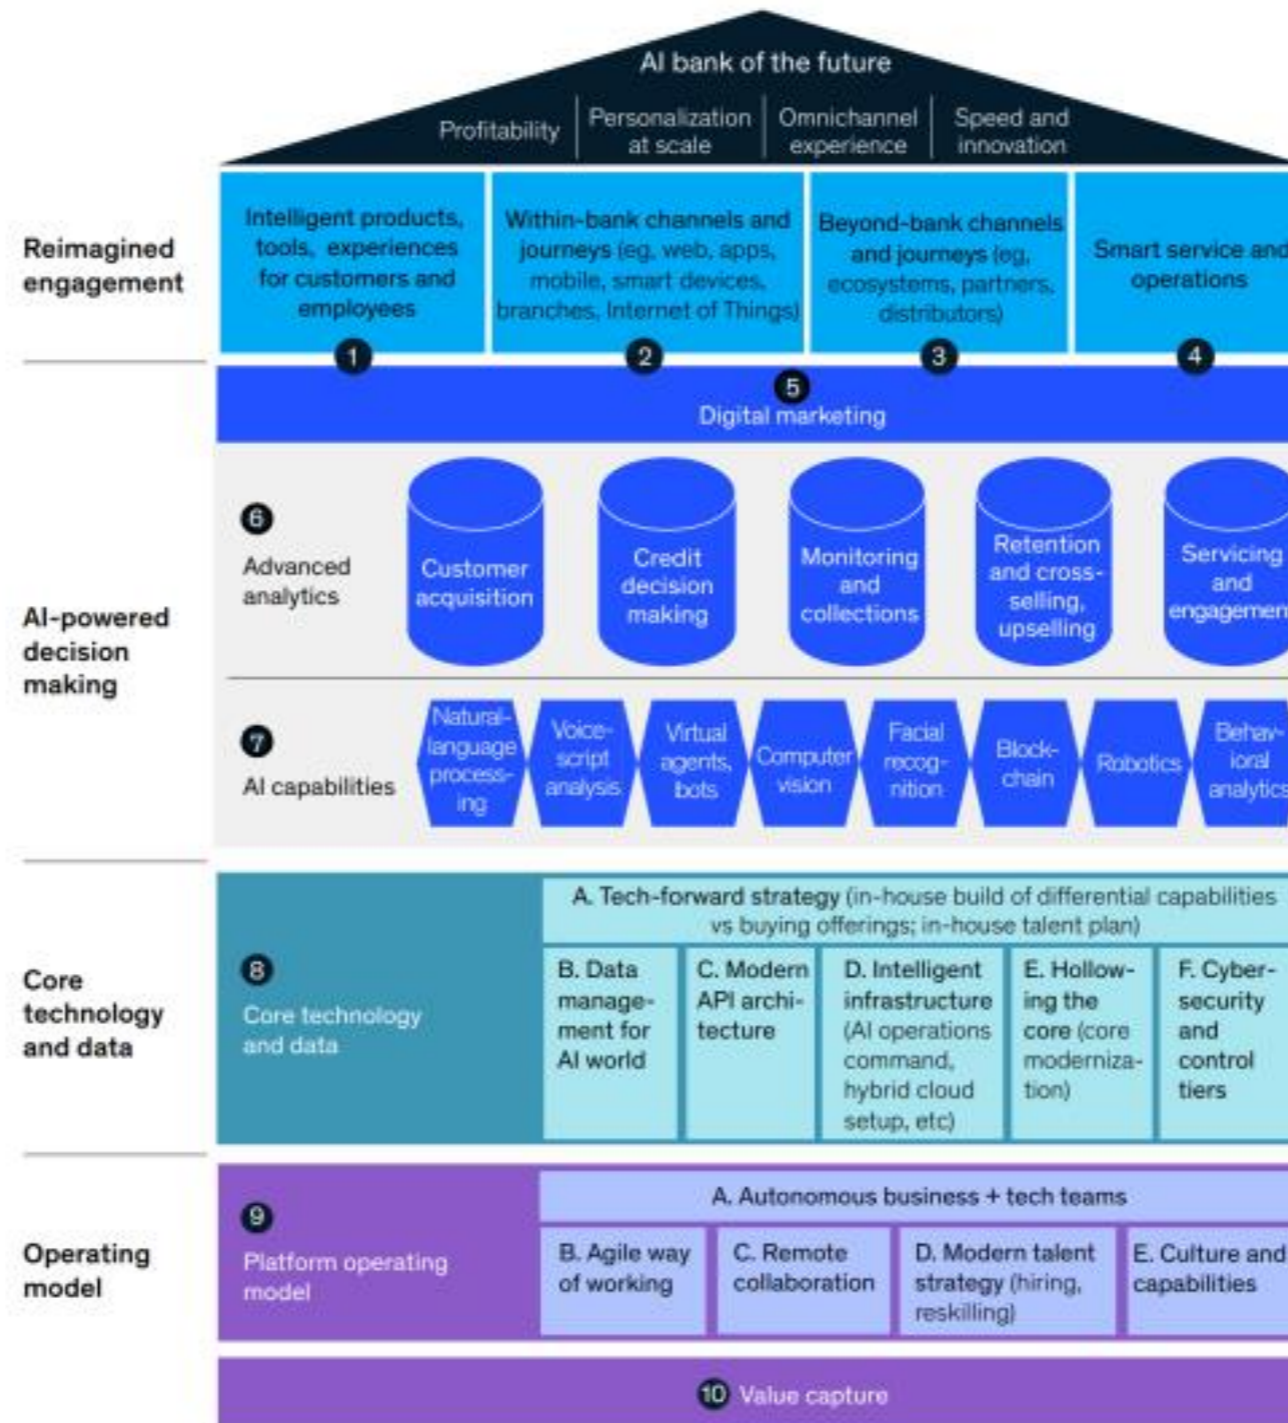 AI bank of the future
Profitability
Personalization
at scale
Omnichannel
experience
Speed and
innovation
Reimagined
engagement
Intelligent products,
tools, experiences
for customers and
employees
1
Within-bank channels and
journeys (eg, web, apps,
mobile, smart devices,
branches, Internet of Things)
2
Beyond-bank channels
and journeys (eg,
ecosystems, partners,
distributors)
3
Smart service and
operations
4
5
Digital marketing
AI-powered
decision
making
6
Advanced
analytics
Customer
acquisition
Credit
decision
making
Monitoring
and
collections
Retention
and cross-
selling,
upselling
Servicing
and
engagement
7
AI capabilities
Natural-
language
process-
ing
Voice-
script
analysis
Virtual
agents,
bots
Computer
vision
Facial
recog-
nition
Block-
chain
Robotics
Behav-
ioral
analytics
Core
technology
and data
8
Core technology
and data
A. Tech-forward strategy (in-house build of differential capabilities
vs buying offerings; in-house talent plan)
B. Data
manage-
ment for
AI world
C. Modern
API archi-
tecture
D. Intelligent
infrastructure
(AI operations
command,
hybrid cloud
setup, etc)
E. Hollow-
ing the
core (core
moderniza-
tion)
F. Cyber-
security
and
control
tiers
Operating
model
9
Platform operating
model
A. Autonomous business + tech teams
B. Agile way
of working
C. Remote
collaboration
D. Modern talent
strategy (hiring,
reskilling)
E. Culture and
capabilities
10 Value capture